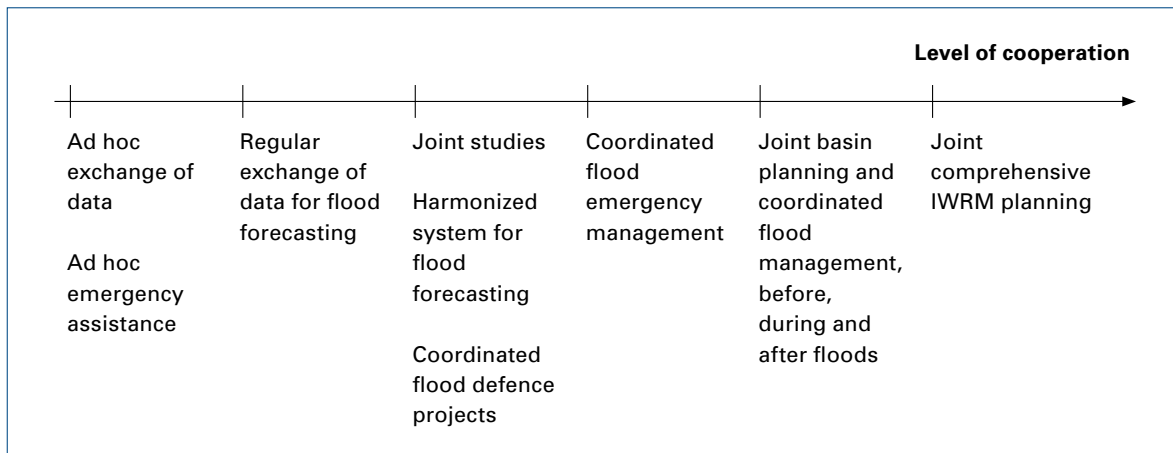 Level of cooperation
Ad hoc
exchange of
data
Ad hoc
emergency
assistance
Regular
exchange of
data for flood
forecasting
Joint studies
Harmonized
system for
flood
forecasting
Coordinated
flood defence
projects
Coordinated
flood
emergency
management
Joint basin
planning and
coordinated
flood
management,
before,
during and
after floods
Joint
comprehensive
IWRM planning